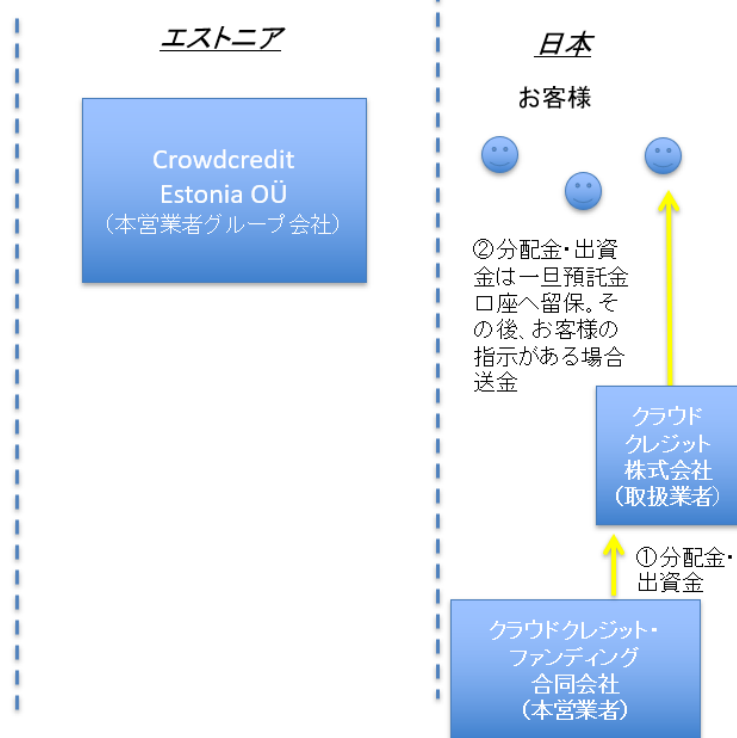 エストニア
Crowdcredit
Estonia OÜ
（本営業者グループ会社）
日本
お客様
②分配金・出資
金は一旦預託金
口座へ留保。そ
の後、お客様の
指示がある場合
送金
クラウド
クレジット
株式会社
（取扱業者）
①分配金・
出資金
クラウドクレジット・
ファンディング
合同会社
（本営業者）